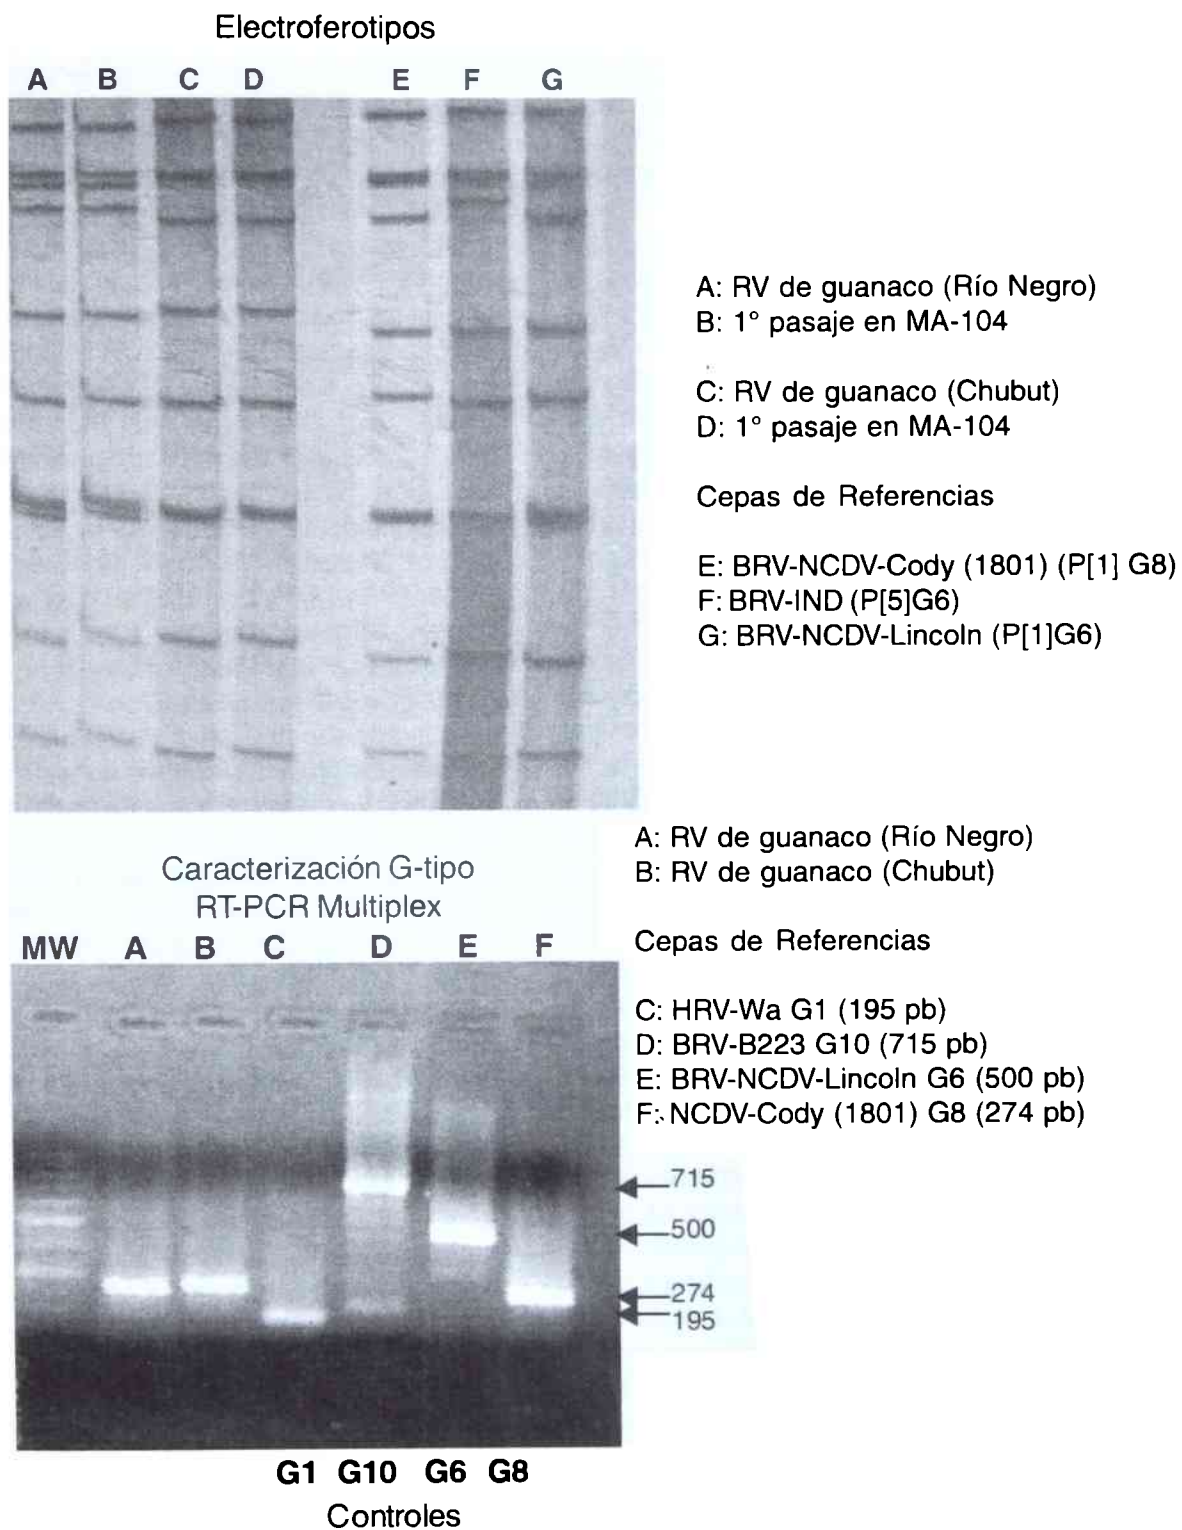 Electroferotipos
A B C D E F G
A: RV de guanaco (Río Negro)
B: 1° pasaje en MA-104
C: RV de guanaco (Chubut)
D: 1° pasaje en MA-104
Cepas de Referencias
E: BRV-NCDV-Cody (1801) (P[1] G8)
F: BRV-IND (P[5]G6)
G: BRV-NCDV-Lincoln (P[1]G6)
Caracterización G-tipo
RT-PCR Multiplex
MW A B C D E F
A: RV de guanaco (Río Negro)
B: RV de guanaco (Chubut)
Cepas de Referencias
C: HRV-Wa G1 (195 pb)
D: BRV-B223 G10 (715 pb)
E: BRV-NCDV-Lincoln G6 (500 pb)
F: NCDV-Cody (1801) G8 (274 pb)
715
500
274
195
G1 G10 G6 G8
Controles